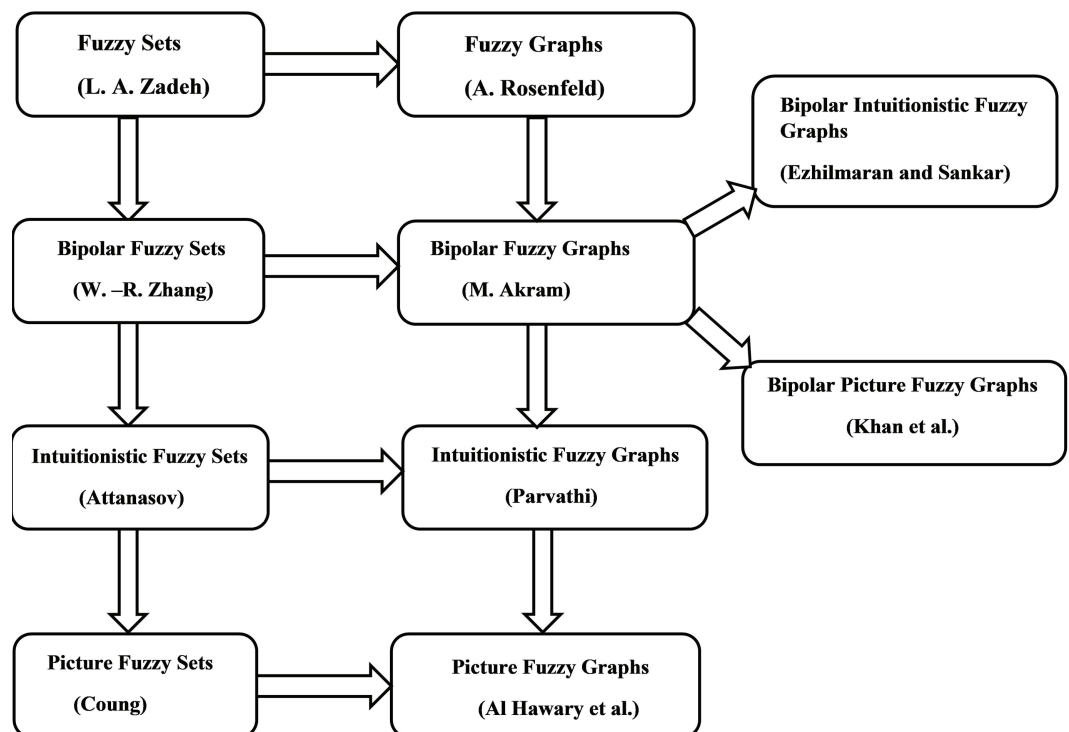 Fuzzy Sets
(L. A. Zadeh)
Fuzzy Graphs
(A. Rosenfeld)
Bipolar Intuitionistic Fuzzy
Graphs
(Ezhilmaran and Sankar)
Bipolar Fuzzy Sets
(W. –R. Zhang)
Bipolar Fuzzy Graphs
(M. Akram)
Bipolar Picture Fuzzy Graphs
(Khan et al.)
Intuitionistic Fuzzy Sets
(Attanasov)
Intuitionistic Fuzzy Graphs
(Parvathi)
Picture Fuzzy Sets
(Coung)
Picture Fuzzy Graphs
(Al Hawary et al.)